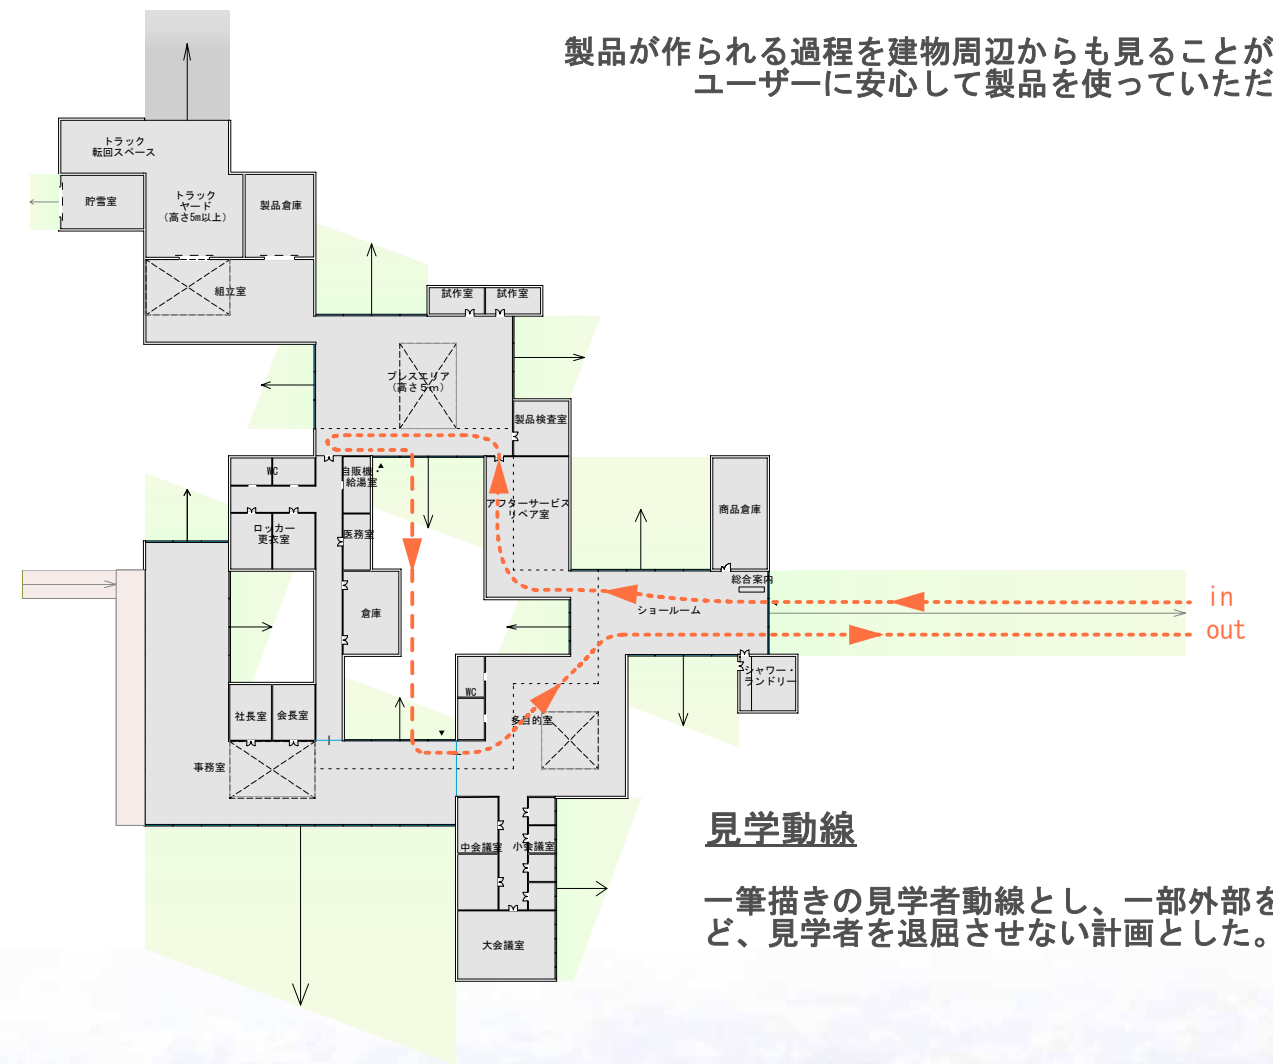 製品が作られる過程を建物周辺からも見ることが
ユーザーに安心して製品を使っていただ
トラック
転回スペース
貯雪室
トラック
ヤード
(高さ5m以上)
製品倉庫
組立室
試作室
試作室
プレスエリア
(高さ5m)
製品検査室
WC
自販機・
給湯室
アフターサービス
リペア室
商品倉庫
ロッカー
更衣室
医務室
総合案内
in
倉庫
ショールーム
out
シャワー・
ランドリー
WC
社長室
会長室
多目的室
事務室
見学動線
中会議室
小会議室
一筆描きの見学者動線とし、一部外部を
ど、見学者を退屈させない計画とした。
大会議室